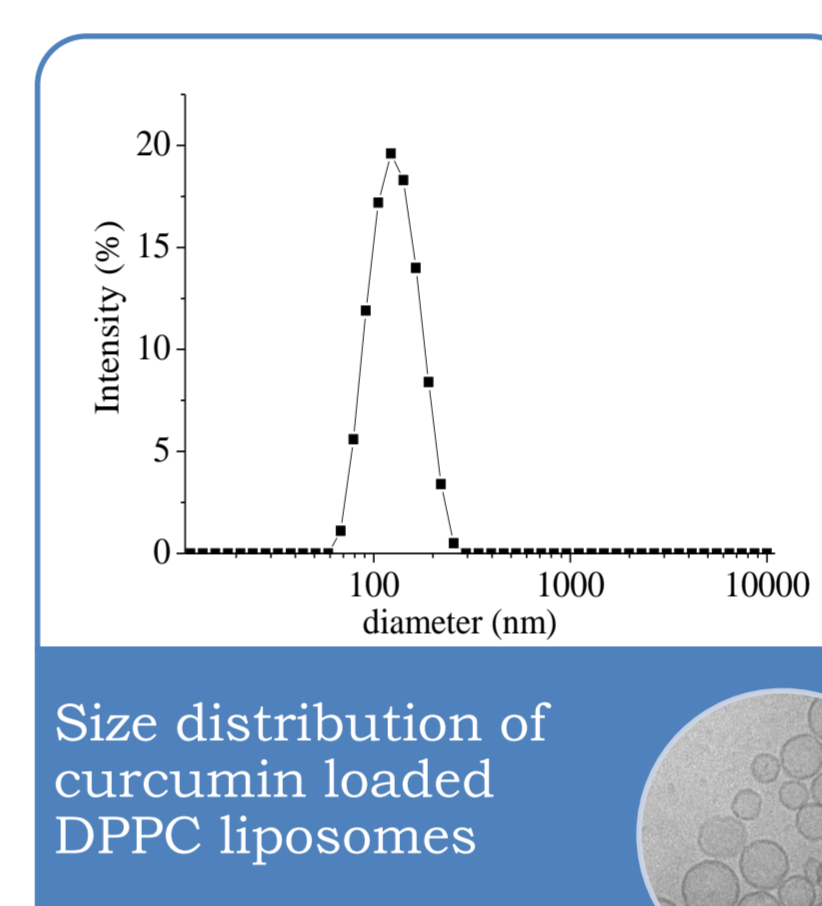 20
15
10
5
0
Intensity (%)
100 1000 10000
diameter (nm)
Size distribution of
curcumin loaded
DPPC liposomes